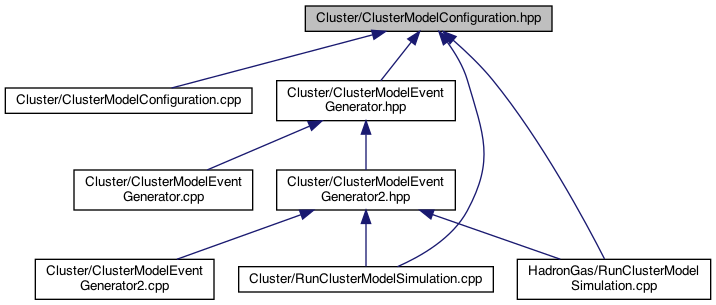 Cluster/ClusterModelConfiguration.hpp
Cluster/ClusterModelConfiguration.cpp
Cluster/ClusterModelEvent
Generator.hpp
Cluster/ClusterModelEvent
Generator.cpp
Cluster/ClusterModelEvent
Generator2.hpp
Cluster/ClusterModelEvent
Generator2.cpp
Cluster/RunClusterModelSimulation.cpp
HadronGas/RunClusterModel
Simulation.cpp